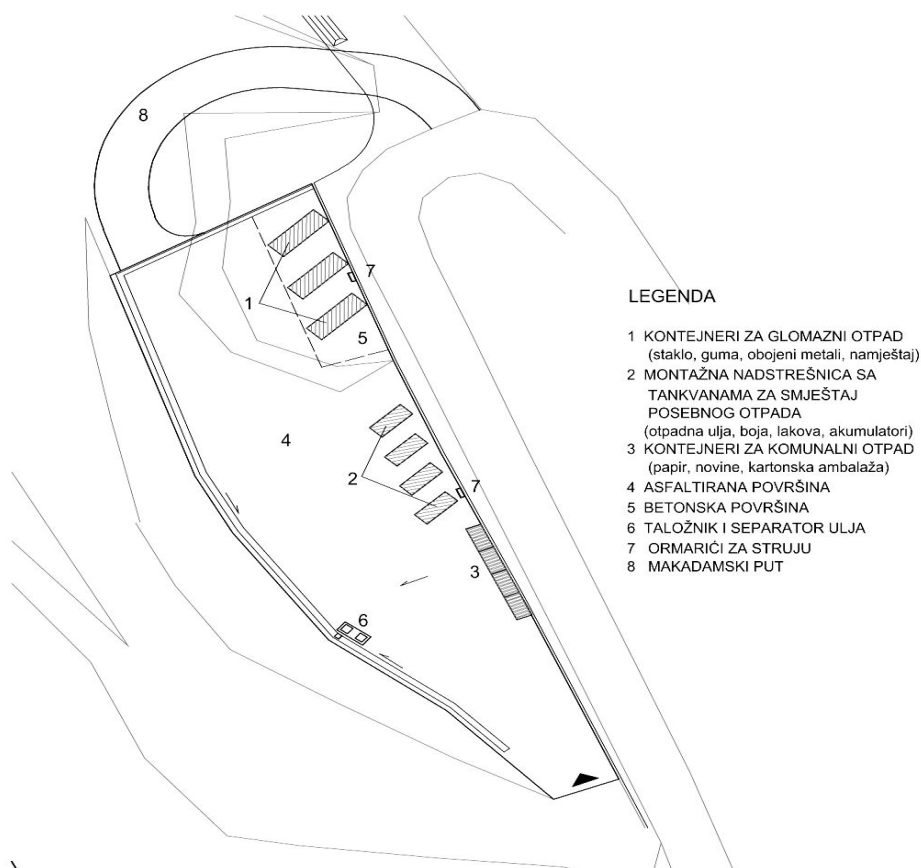 8
7
1
5
4
2
7
3
6
LEGENDA
1 KONTEJNERI ZA GLOMAZNI OTPAD
(staklo, guma, obojeni metali, namještaj)
2 MONTAŽNA NADSTREŠNICA SA
TANKVANAMA ZA SMJEŠTAJ
POSEBNOG OTPADA
(otpadna ulja, boja, lakova, akumulatori)
3 KONTEJNERI ZA KOMUNALNI OTPAD
(papir, novine, kartonska ambalaža)
4 ASFALTIRANA POVRŠINA
5 BETONSKA POVRŠINA
6 TALOŽNIK I SEPARATOR ULJA
7 ORMARIĆI ZA STRUJU
8 MAKADAMSKI PUT